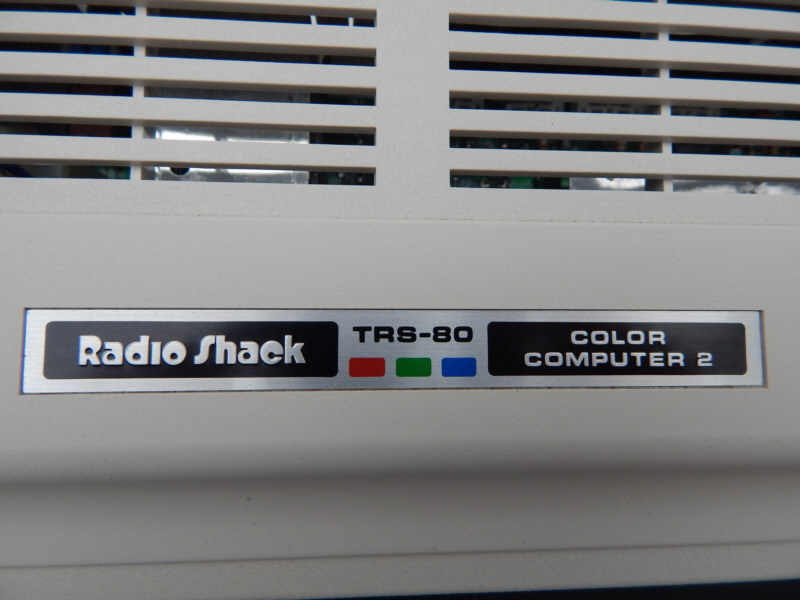 Radio Shack
TRS-80
COLOR
COMPUTER 2